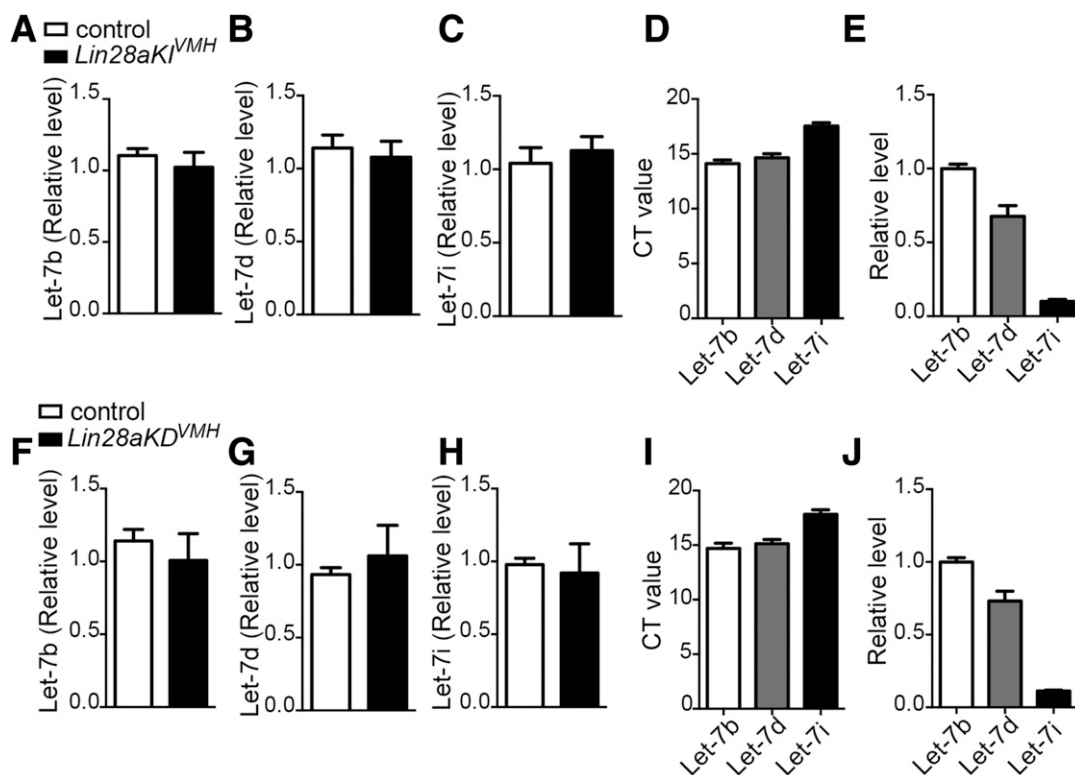 A
control
Lin28aKI^VMH
B
C
D
E
Let-7b (Relative level)
1.5
1.0
0.5
0.0
Let-7d (Relative level)
1.5
1.0
0.5
0.0
Let-7i (Relative level)
1.5
1.0
0.5
0.0
CT value
20
15
10
5
0
Let-7b
Let-7d
Let-7i
Relative level
1.5
1.0
0.5
0.0
Let-7b
Let-7d
Let-7i
control
Lin28aKD^VMH
F
G
H
I
J
Let-7b (Relative level)
1.5
1.0
0.5
0.0
Let-7d (Relative level)
1.5
1.0
0.5
0.0
Let-7i (Relative level)
1.5
1.0
0.5
0.0
CT value
20
15
10
5
0
Let-7b
Let-7d
Let-7i
Relative level
1.5
1.0
0.5
0.0
Let-7b
Let-7d
Let-7i